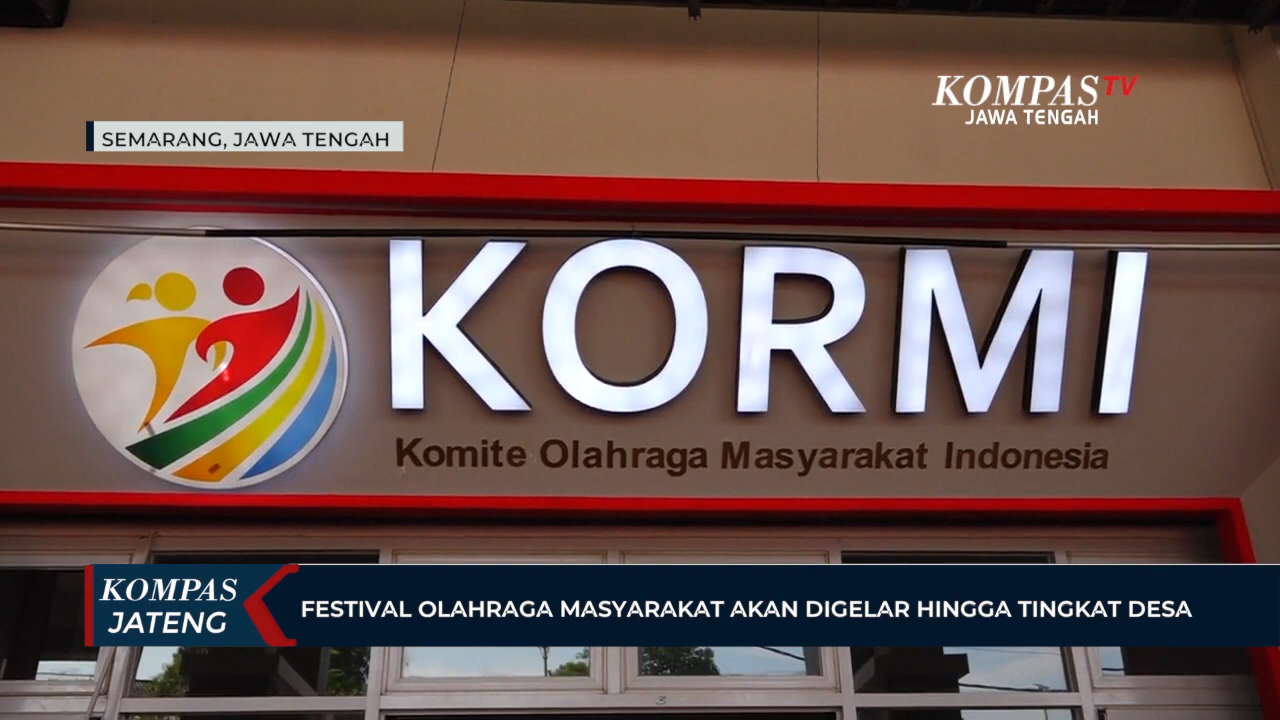 KOMPAS TV
JAWA TENGAH
SEMARANG, JAWA TENGAH
KORMI
Komite Olahraga Masyarakat Indonesia
KOMPAS
JATENG
FESTIVAL OLAHRAGA MASYARAKAT AKAN DIGELAR HINGGA TINGKAT DESA
3